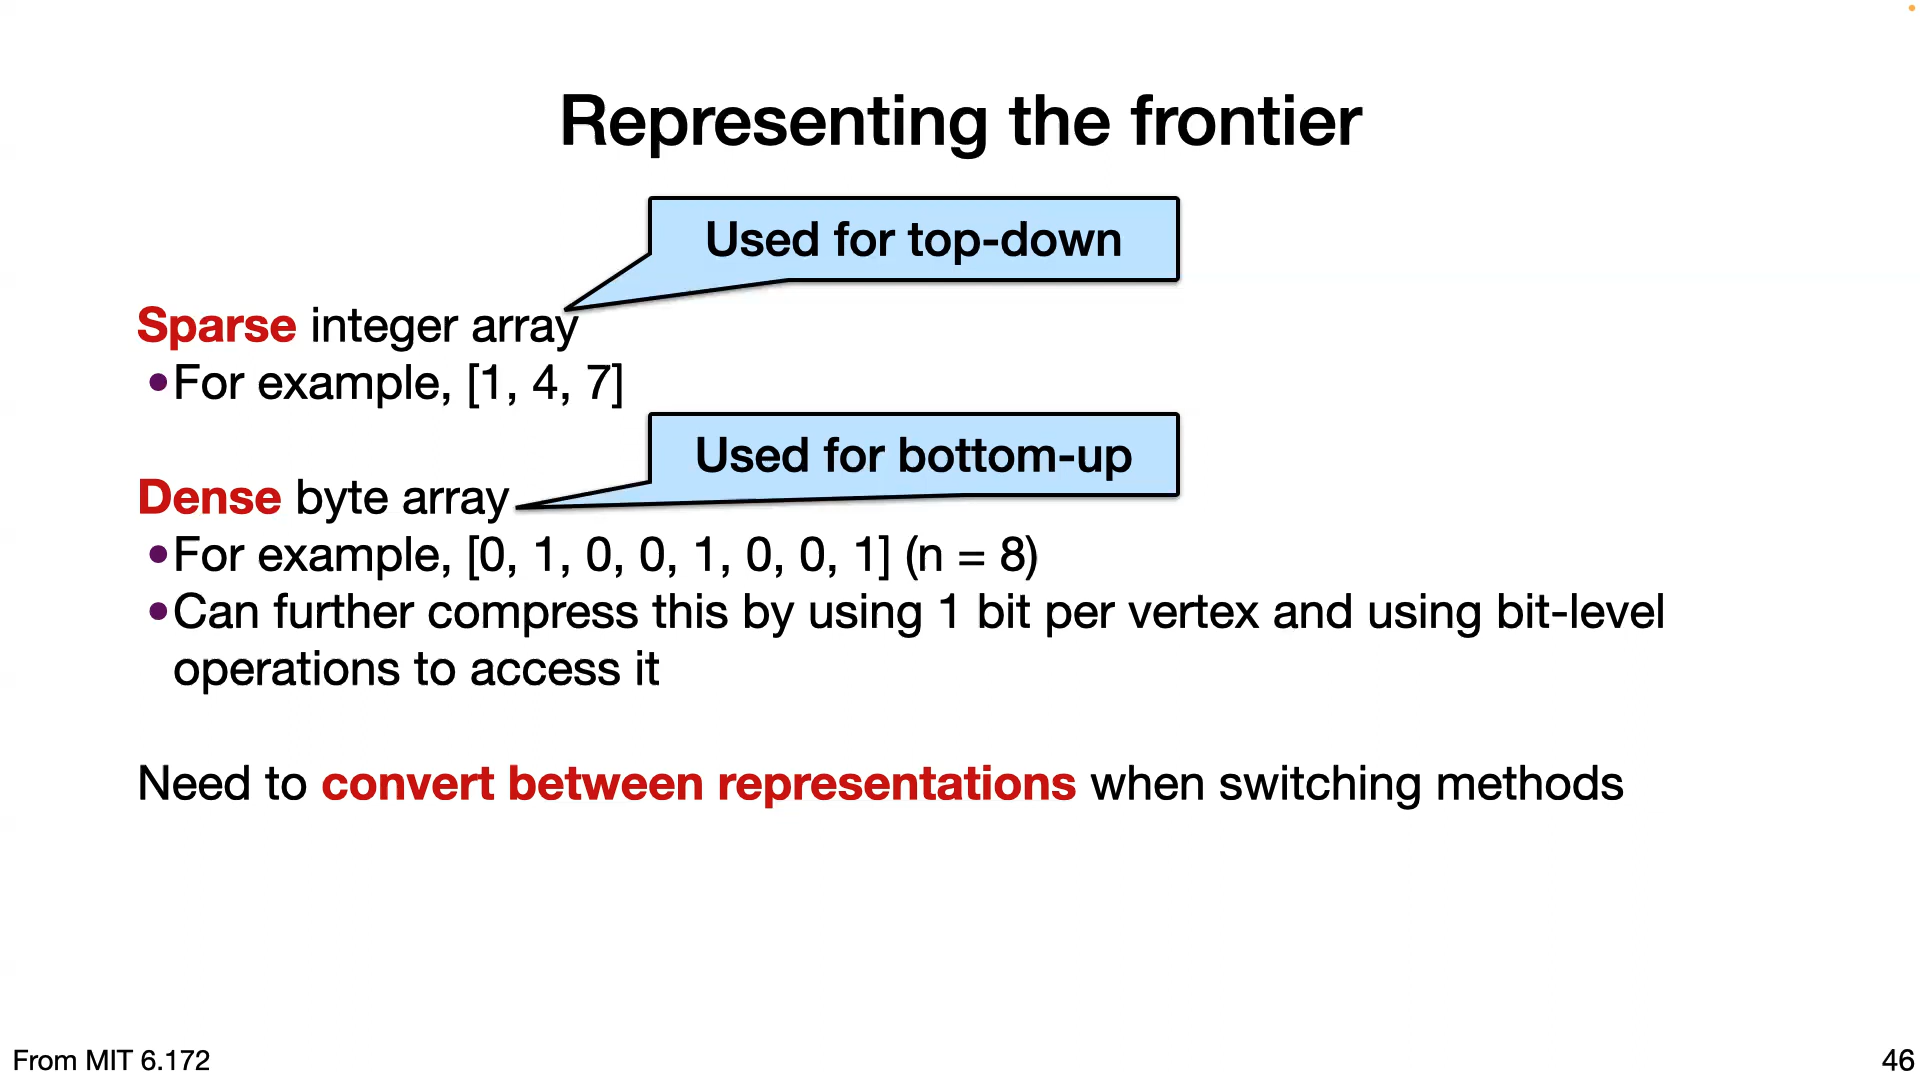 Representing the frontier
Used for top-down
Sparse integer array
•For example, [1, 4, 7]
Used for bottom-up
Dense byte array
•For example, [0, 1, 0, 0, 1, 0, 0, 1] (n = 8)
•Can further compress this by using 1 bit per vertex and using bit-level
operations to access it
Need to convert between representations when switching methods
From MIT 6.172
46